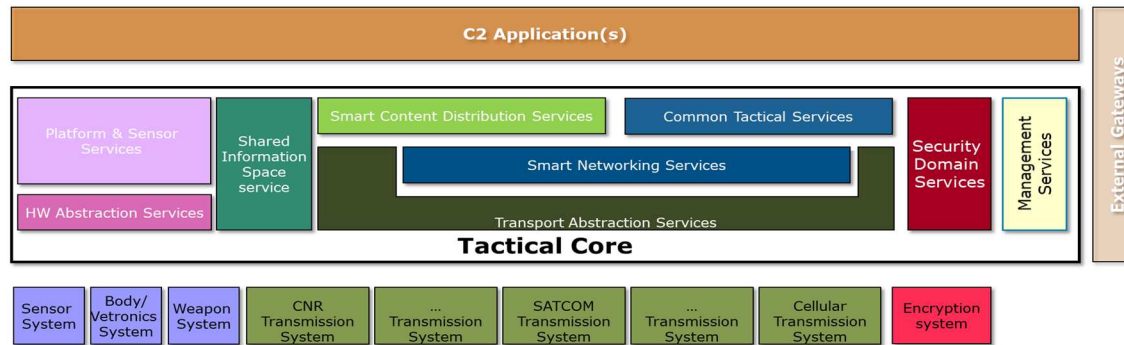 C2 Application(s)
External Gateways
Platform & Sensor
Services
HW Abstraction Services
Shared
Information
Space
service
Smart Content Distribution Services
Common Tactical Services
Smart Networking Services
Transport Abstraction Services
Security
Domain
Services
Management
Services
Tactical Core
Sensor
System
Body/
Vetronics
System
Weapon
System
CNR
Transmission
System
...
Transmission
System
SATCOM
Transmission
System
...
Transmission
System
Cellular
Transmission
System
Encryption
system